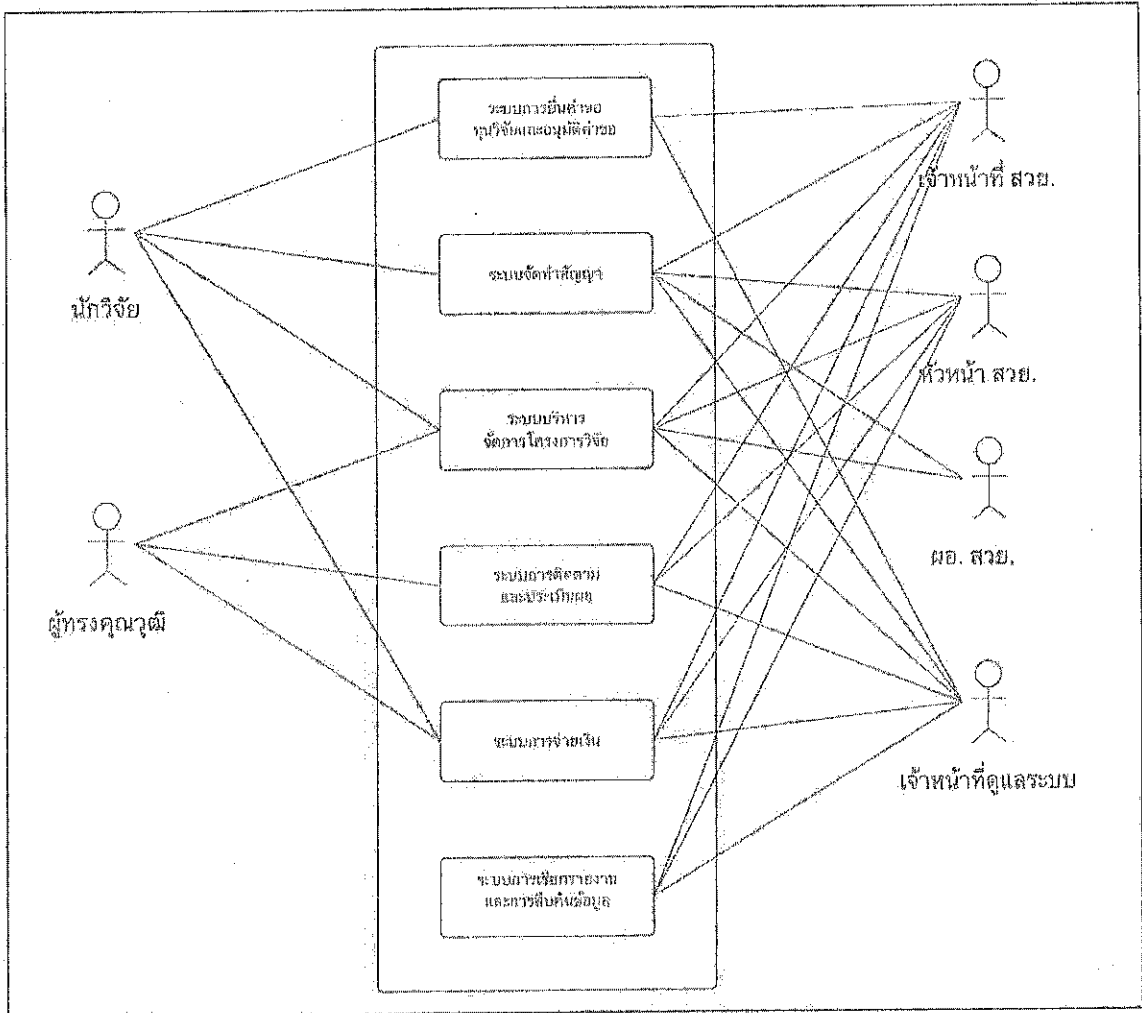 ระบบการยื่นคำขอ
ทุนวิจัยและอนุมัติคำขอ
เจ้าหน้าที่ สวย.
นักวิจัย
ระบบจัดทำสัญญา
หัวหน้า สวย.
ระบบบริหาร
จัดการโครงการวิจัย
ผู้ทรงคุณวุฒิ
ระบบการติดตาม
และประเมินผล
ผอ. สวย.
ระบบการจ่ายเงิน
เจ้าหน้าที่ดูแลระบบ
ระบบการเรียกรายงาน
และการสืบค้นข้อมูล